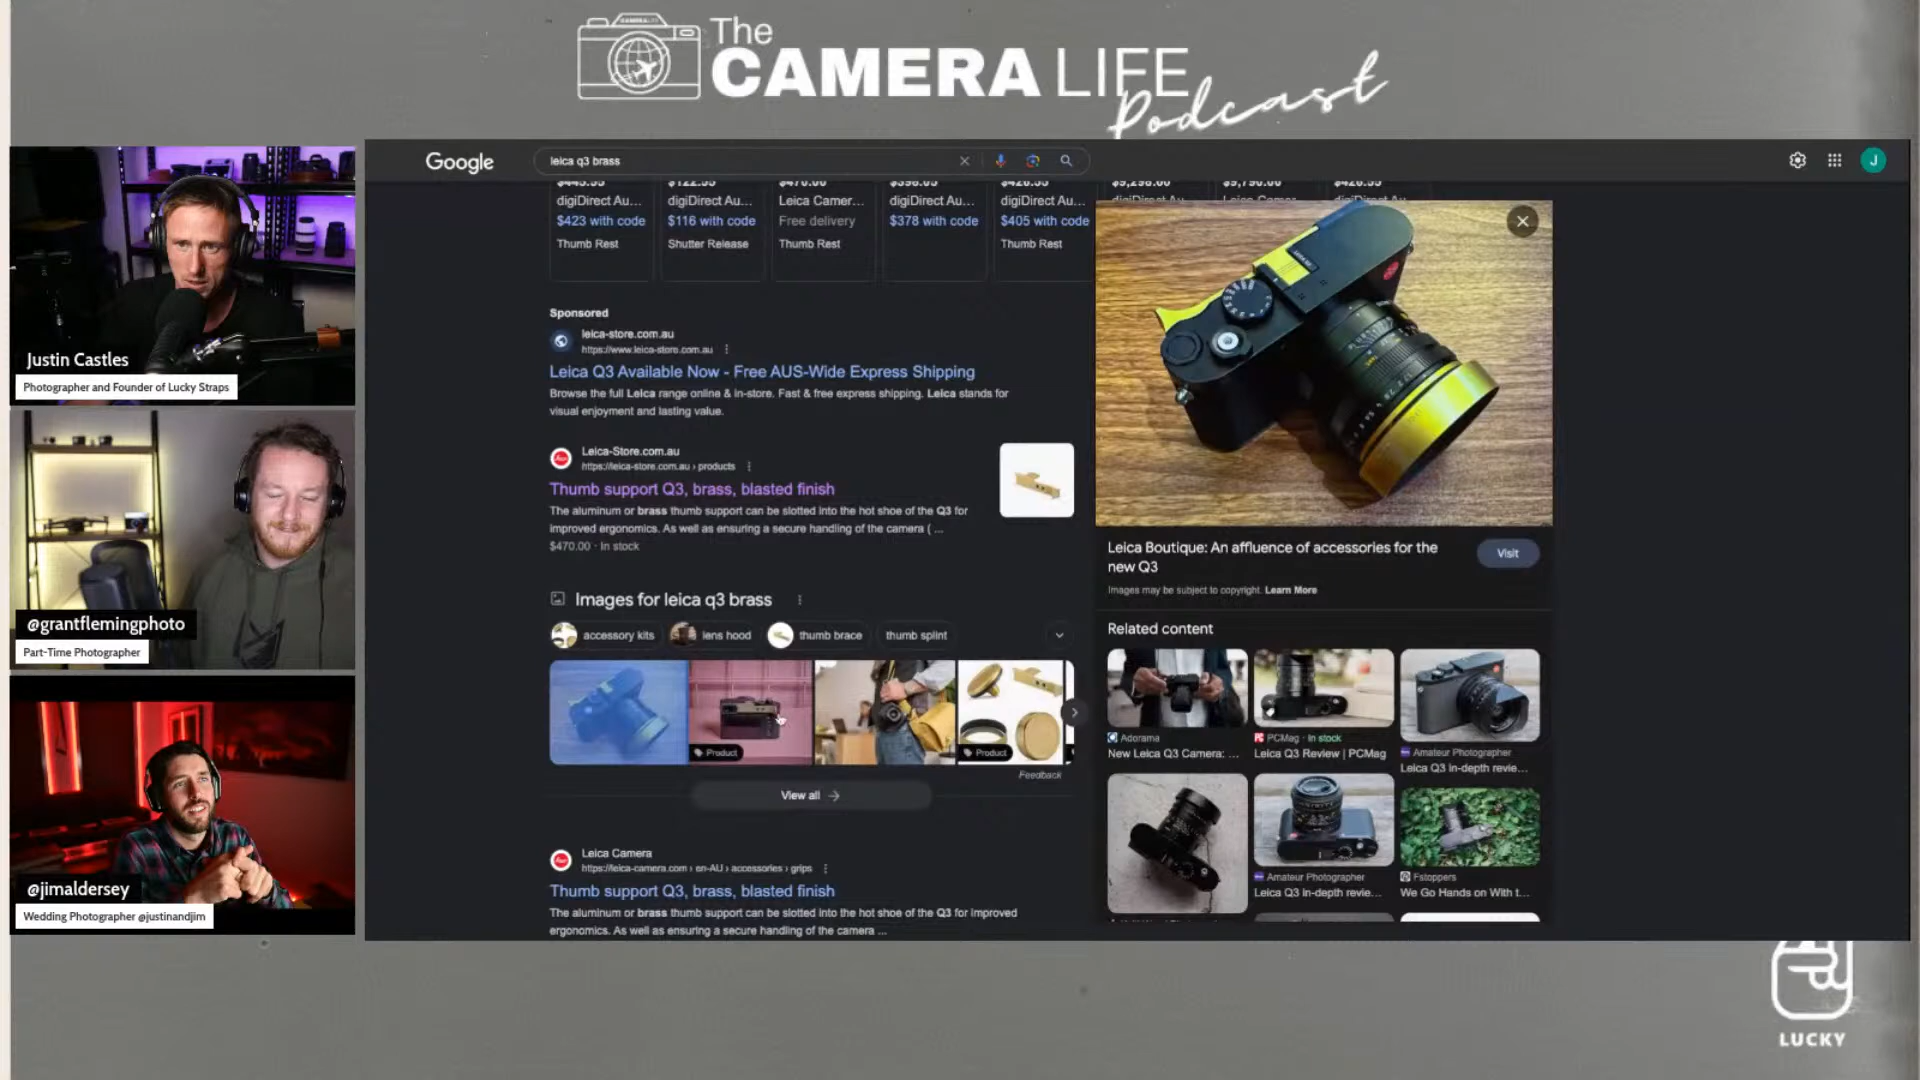 The
CAMERA LIFE
Podcast
Google
leica q3 brass
J
digiDirect Au...
$423 with code
Thumb Rest
digiDirect Au...
$116 with code
Shutter Release
Leica Camer...
Free delivery
Thumb Rest
digiDirect Au...
$378 with code
digiDirect Au...
$405 with code
Thumb Rest
Sponsored
leica-store.com.au
https://www.leica-store.com.au
Leica Q3 Available Now - Free AUS-Wide Express Shipping
Browse the full Leica range online & in-store. Fast & free express shipping. Leica stands for
visual enjoyment and lasting value.
Leica-Store.com.au
https://leica-store.com.au › products
Thumb support Q3, brass, blasted finish
The aluminum or brass thumb support can be slotted into the hot shoe of the Q3 for
improved ergonomics. As well as ensuring a secure handling of the camera ( ...
$470.00 · In stock
Images for leica q3 brass
accessory kits
lens hood
thumb brace
thumb splint
Product
Product
Feedback
View all
Leica Camera
https://leica-camera.com › en-AU › accessories › grips
Thumb support Q3, brass, blasted finish
The aluminum or brass thumb support can be slotted into the hot shoe of the Q3 for improved
ergonomics. As well as ensuring a secure handling of the camera ...
Leica Boutique: An affluence of accessories for the
new Q3
Visit
Images may be subject to copyright. Learn More
Related content
Adorama
New Leica Q3 Camera: ...
PCMag · In stock
Leica Q3 Review | PCMag
Amateur Photographer
Leica Q3 in-depth revie...
Amateur Photographer
Leica Q3 in-depth revie...
Fstoppers
We Go Hands on With t...
Justin Castles
Photographer and Founder of Lucky Straps
@grantflemingphoto
Part-Time Photographer
@jimaldersey
Wedding Photographer @justinandjim
LUCKY